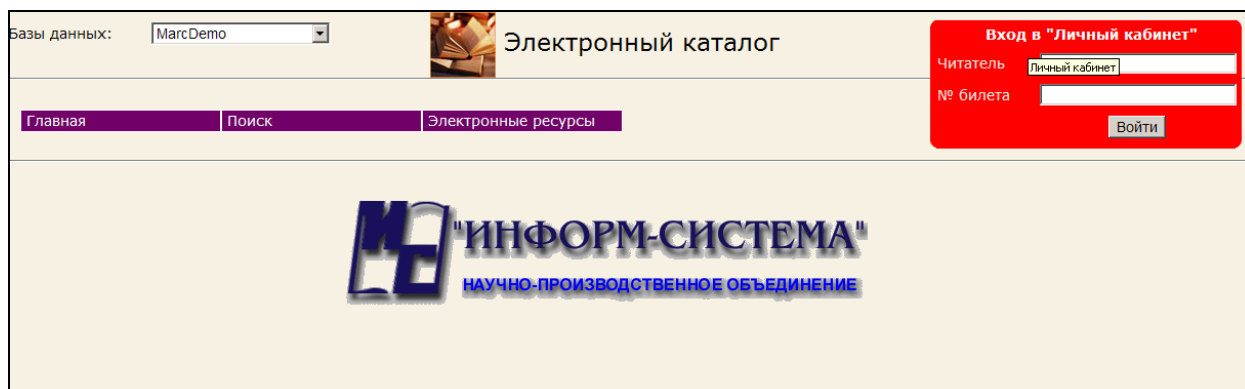 Базы данных:
MarcDemo
Электронный каталог
Вход в "Личный кабинет"
Читатель
Личный кабинет
№ билета
Войти
Главная
Поиск
Электронные ресурсы
ИС
"ИНФОРМ-СИСТЕМА"
НАУЧНО-ПРОИЗВОДСТВЕННОЕ ОБЪЕДИНЕНИЕ